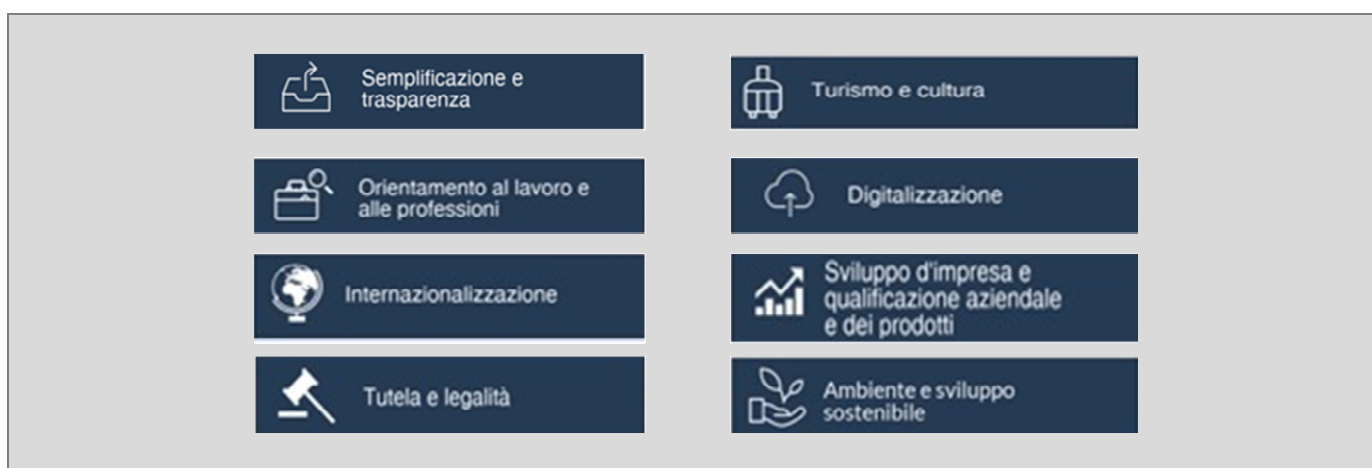 Semplificazione e
trasparenza
Turismo e cultura
Orientamento al lavoro e
alle professioni
Digitalizzazione
Internazionalizzazione
Sviluppo d'impresa e
qualificazione aziendale
e dei prodotti
Tutela e legalità
Ambiente e sviluppo
sostenibile